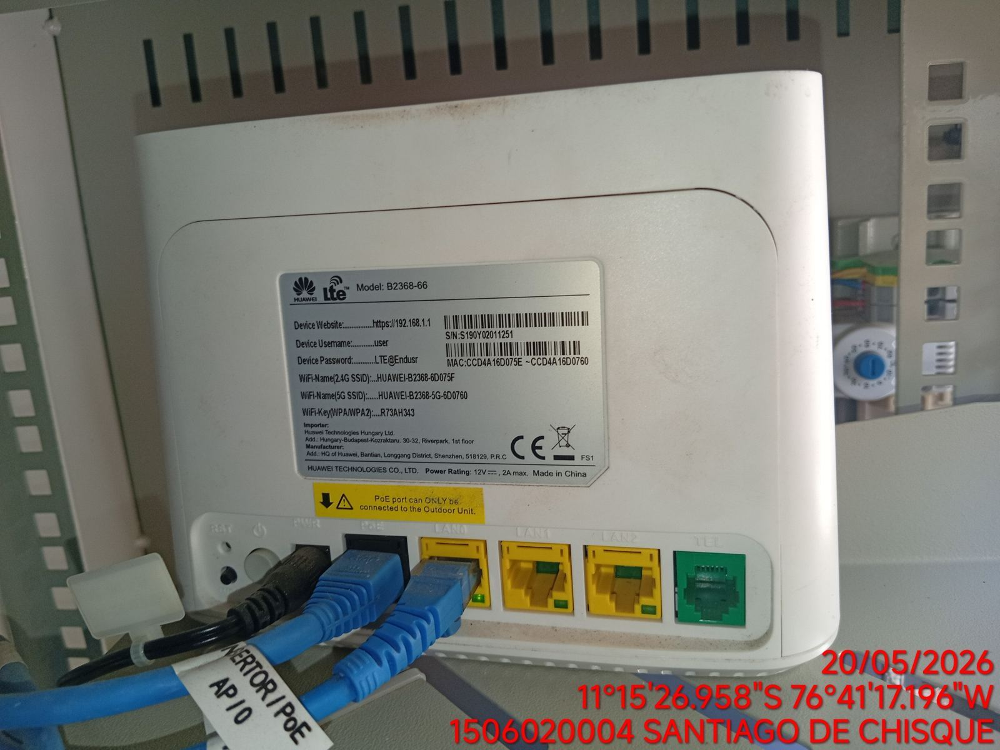 HUAWEI Lte™ Model: B2368-66
Device Website:................https://192.168.1.1
Device Username:............user
Device Password:............LTE@Endusr
WiFi-Name(2.4G SSID):...HUAWEI-B2368-6D075F
WiFi-Name(5G SSID):......HUAWEI-B2368-5G-6D0760
WiFi-Key(WPA/WPA2):....R73AH343
S/N:S190Y02011251
MAC:CCD4A16D075E ~CCD4A16D0760
Importer:
Huawei Technologies Hungary Ltd.
Add.: Hungary-Budapest-Kozraktaru. 30-32, Riverpark, 1st floor
Manufacturer:
Add.: HQ of Huawei, Bantian, Longgang District, Shenzhen, 518129, P.R.C
CE
FS1
HUAWEI TECHNOLOGIES CO., LTD. Power Rating: 12V⎓, 2A max. Made in China
PoE port can ONLY be
connected to the Outdoor Unit.
RST PWR PoE LAN0 LAN1 LAN2 TEL
VERTOR / PoE
AP / O
20/05/2026
11°15'26.958"S 76°41'17.196"W
1506020004 SANTIAGO DE CHISQUE